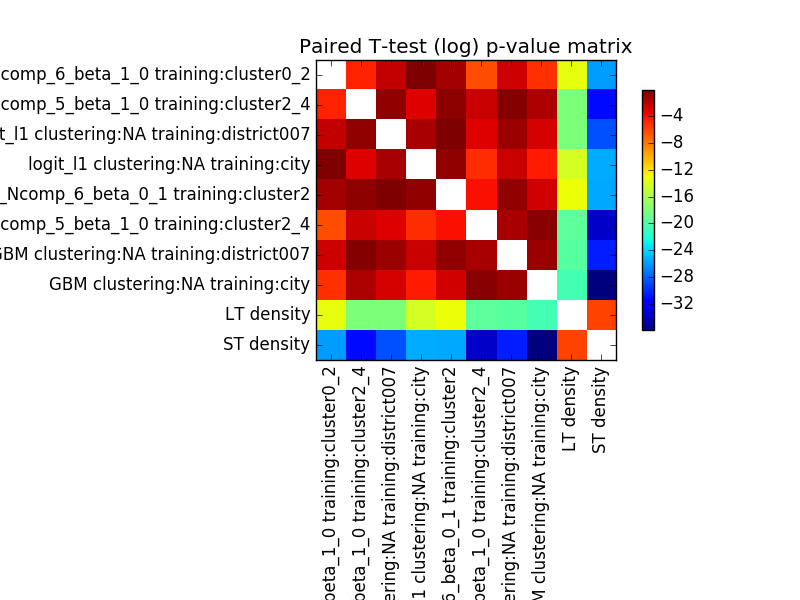 Paired T-test (log) p-value matrix
comp_6_beta_1_0 training:cluster0_2
comp_5_beta_1_0 training:cluster2_4
t_l1 clustering:NA training:district007
logit_l1 clustering:NA training:city
_Ncomp_6_beta_0_1 training:cluster2
comp_5_beta_1_0 training:cluster2_4
GBM clustering:NA training:district007
GBM clustering:NA training:city
LT density
ST density
−4
−8
−12
−16
−20
−24
−28
−32
beta_1_0 training:cluster0_2
beta_1_0 training:cluster2_4
ering:NA training:district007
1 clustering:NA training:city
6_beta_0_1 training:cluster2
beta_1_0 training:cluster2_4
ering:NA training:district007
M clustering:NA training:city
LT density
ST density